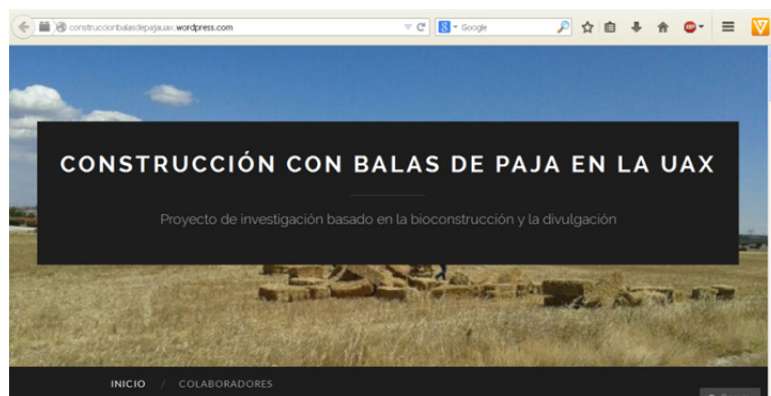 construccionbalasdepajauax.wordpress.com
Google
CONSTRUCCIÓN CON BALAS DE PAJA EN LA UAX
Proyecto de investigación basado en la bioconstrucción y la divulgación
INICIO / COLABORADORES